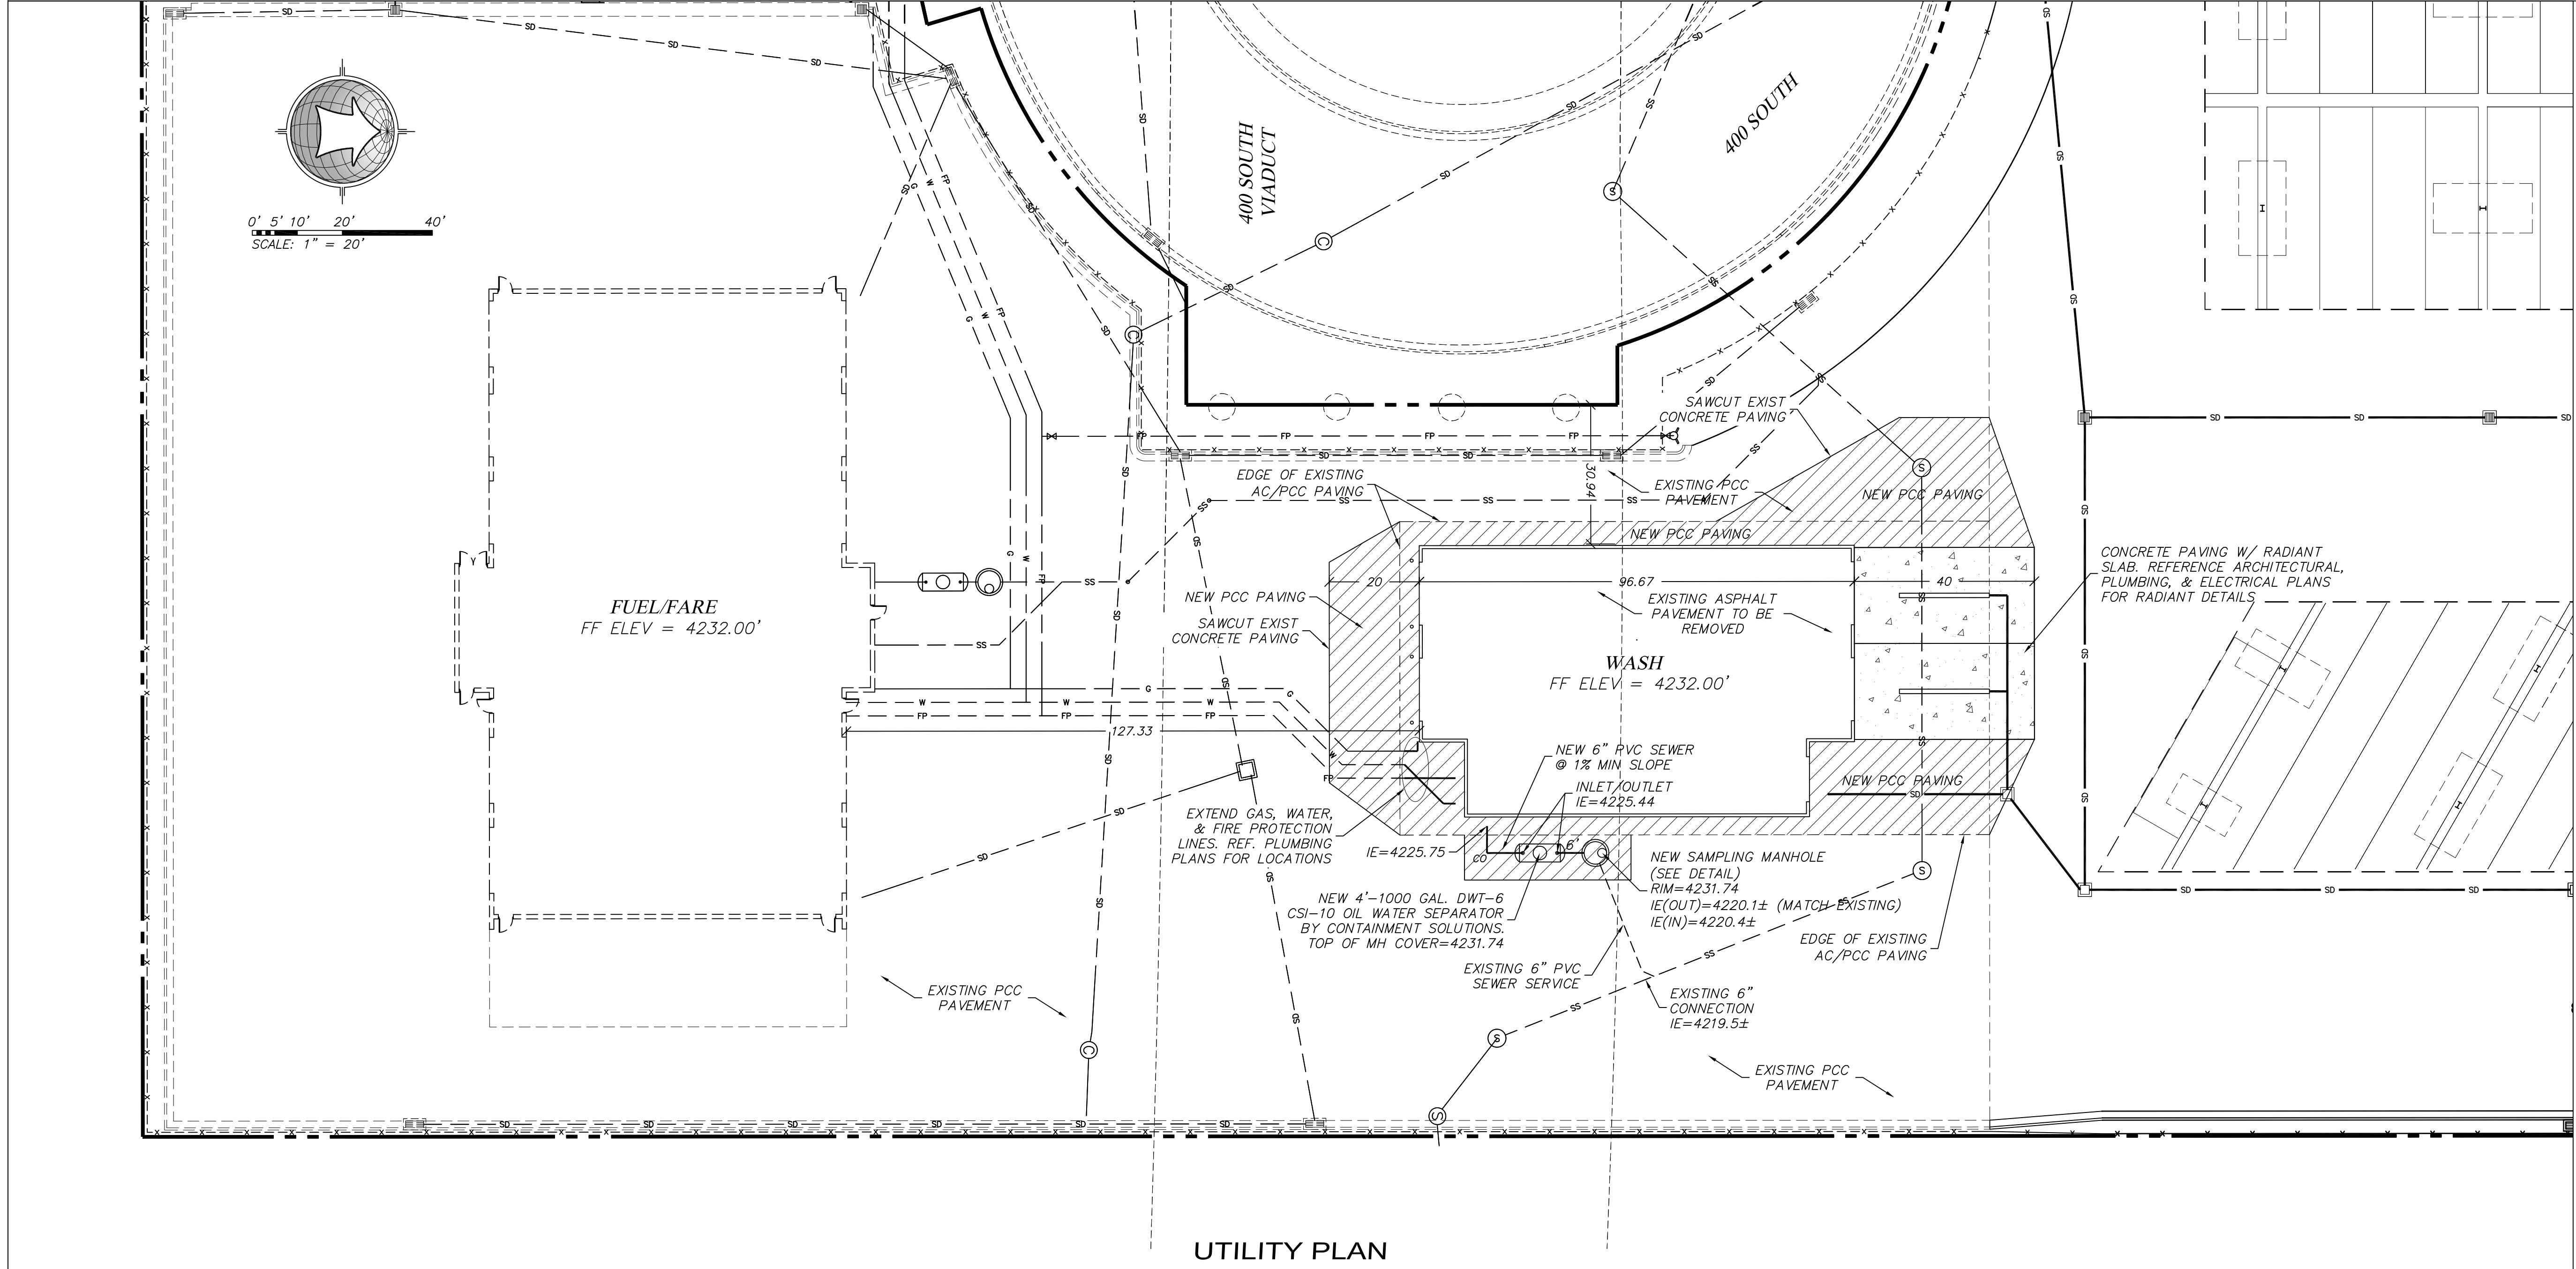 0' 5' 10' 20' 40'
SCALE: 1" = 20'
400 SOUTH
VIADUCT
400 SOUTH
SAWCUT EXIST
CONCRETE PAVING
EDGE OF EXISTING
AC/PCC PAVING
30.94
EXISTING PCC
PAVEMENT
NEW PCC PAVING
NEW PCC PAVING
CONCRETE PAVING W/ RADIANT
SLAB. REFERENCE ARCHITECTURAL,
PLUMBING, & ELECTRICAL PLANS
FOR RADIANT DETAILS
20
96.67
40
NEW PCC PAVING
SAWCUT EXIST
CONCRETE PAVING
EXISTING ASPHALT
PAVEMENT TO BE
REMOVED
FUEL/FARE
FF ELEV = 4232.00'
WASH
FF ELEV = 4232.00'
127.33
NEW 6" PVC SEWER
@ 1% MIN SLOPE
INLET/OUTLET
IE=4225.44
NEW PCC PAVING
EXTEND GAS, WATER,
& FIRE PROTECTION
LINES. REF. PLUMBING
PLANS FOR LOCATIONS
IE=4225.75
CO
6'
NEW SAMPLING MANHOLE
(SEE DETAIL)
RIM=4231.74
IE(OUT)=4220.1± (MATCH EXISTING)
IE(IN)=4220.4±
NEW 4'-1000 GAL. DWT-6
CSI-10 OIL WATER SEPARATOR
BY CONTAINMENT SOLUTIONS.
TOP OF MH COVER=4231.74
EDGE OF EXISTING
AC/PCC PAVING
EXISTING 6" PVC
SEWER SERVICE
EXISTING 6"
CONNECTION
IE=4219.5±
EXISTING PCC
PAVEMENT
EXISTING PCC
PAVEMENT
UTILITY PLAN